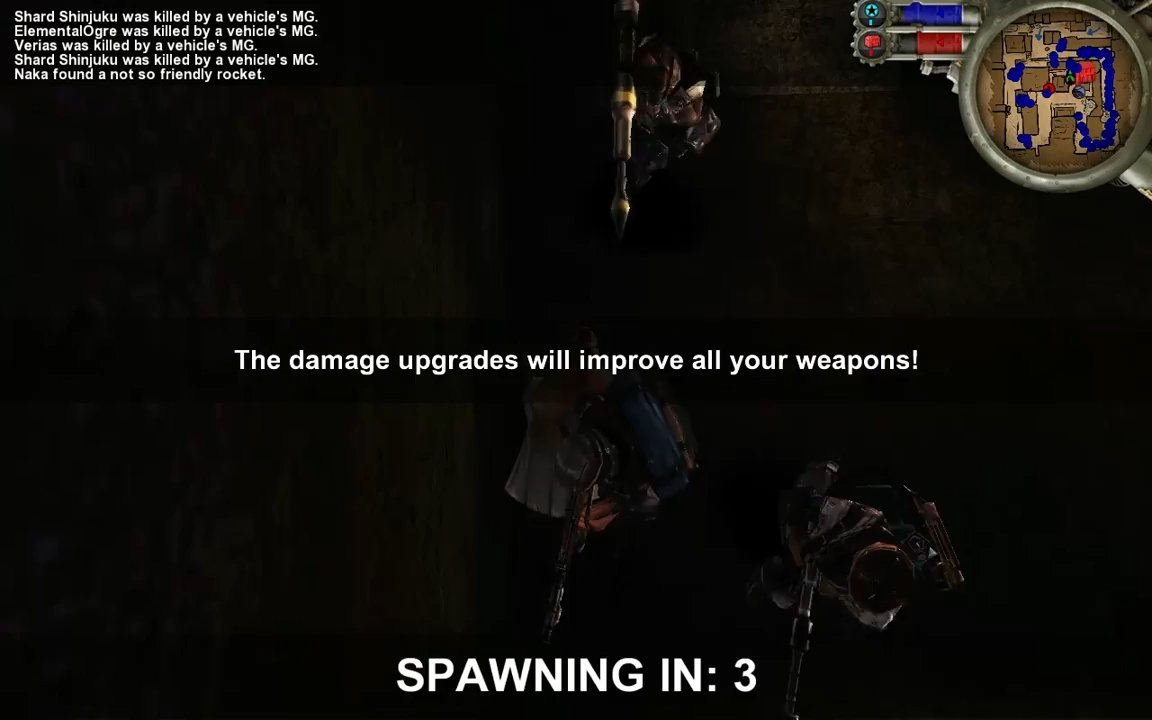 Shard Shinjuku was killed by a vehicle's MG.
ElementalOgre was killed by a vehicle's MG.
Verias was killed by a vehicle's MG.
Shard Shinjuku was killed by a vehicle's MG.
Naka found a not so friendly rocket.
The damage upgrades will improve all your weapons!
SPAWNING IN: 3